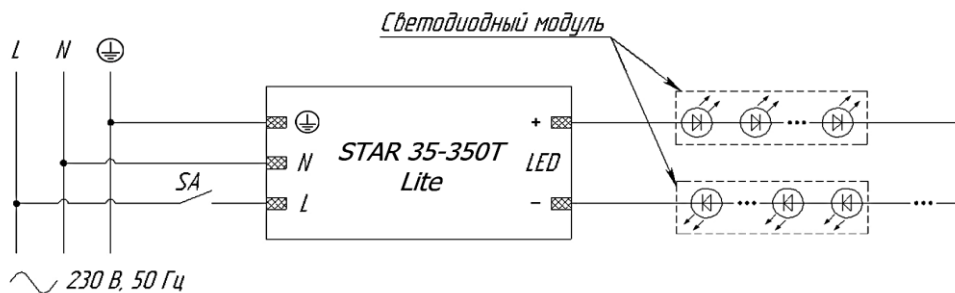 Светодиодный модуль
L N
STAR 35-350T
Lite
N
L
SA
+
LED
−
230 В, 50 Гц